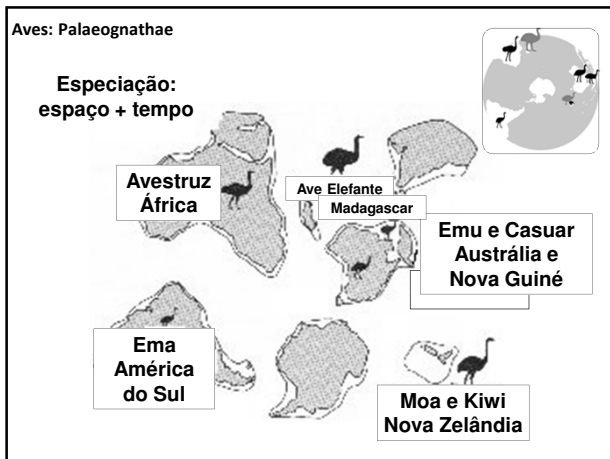 Aves: Palaeognathae
Especiação:
espaço + tempo
Avestruz
África
Ave Elefante
Madagascar
Emu e Casuar
Austrália e
Nova Guiné
Ema
América
do Sul
Moa e Kiwi
Nova Zelândia